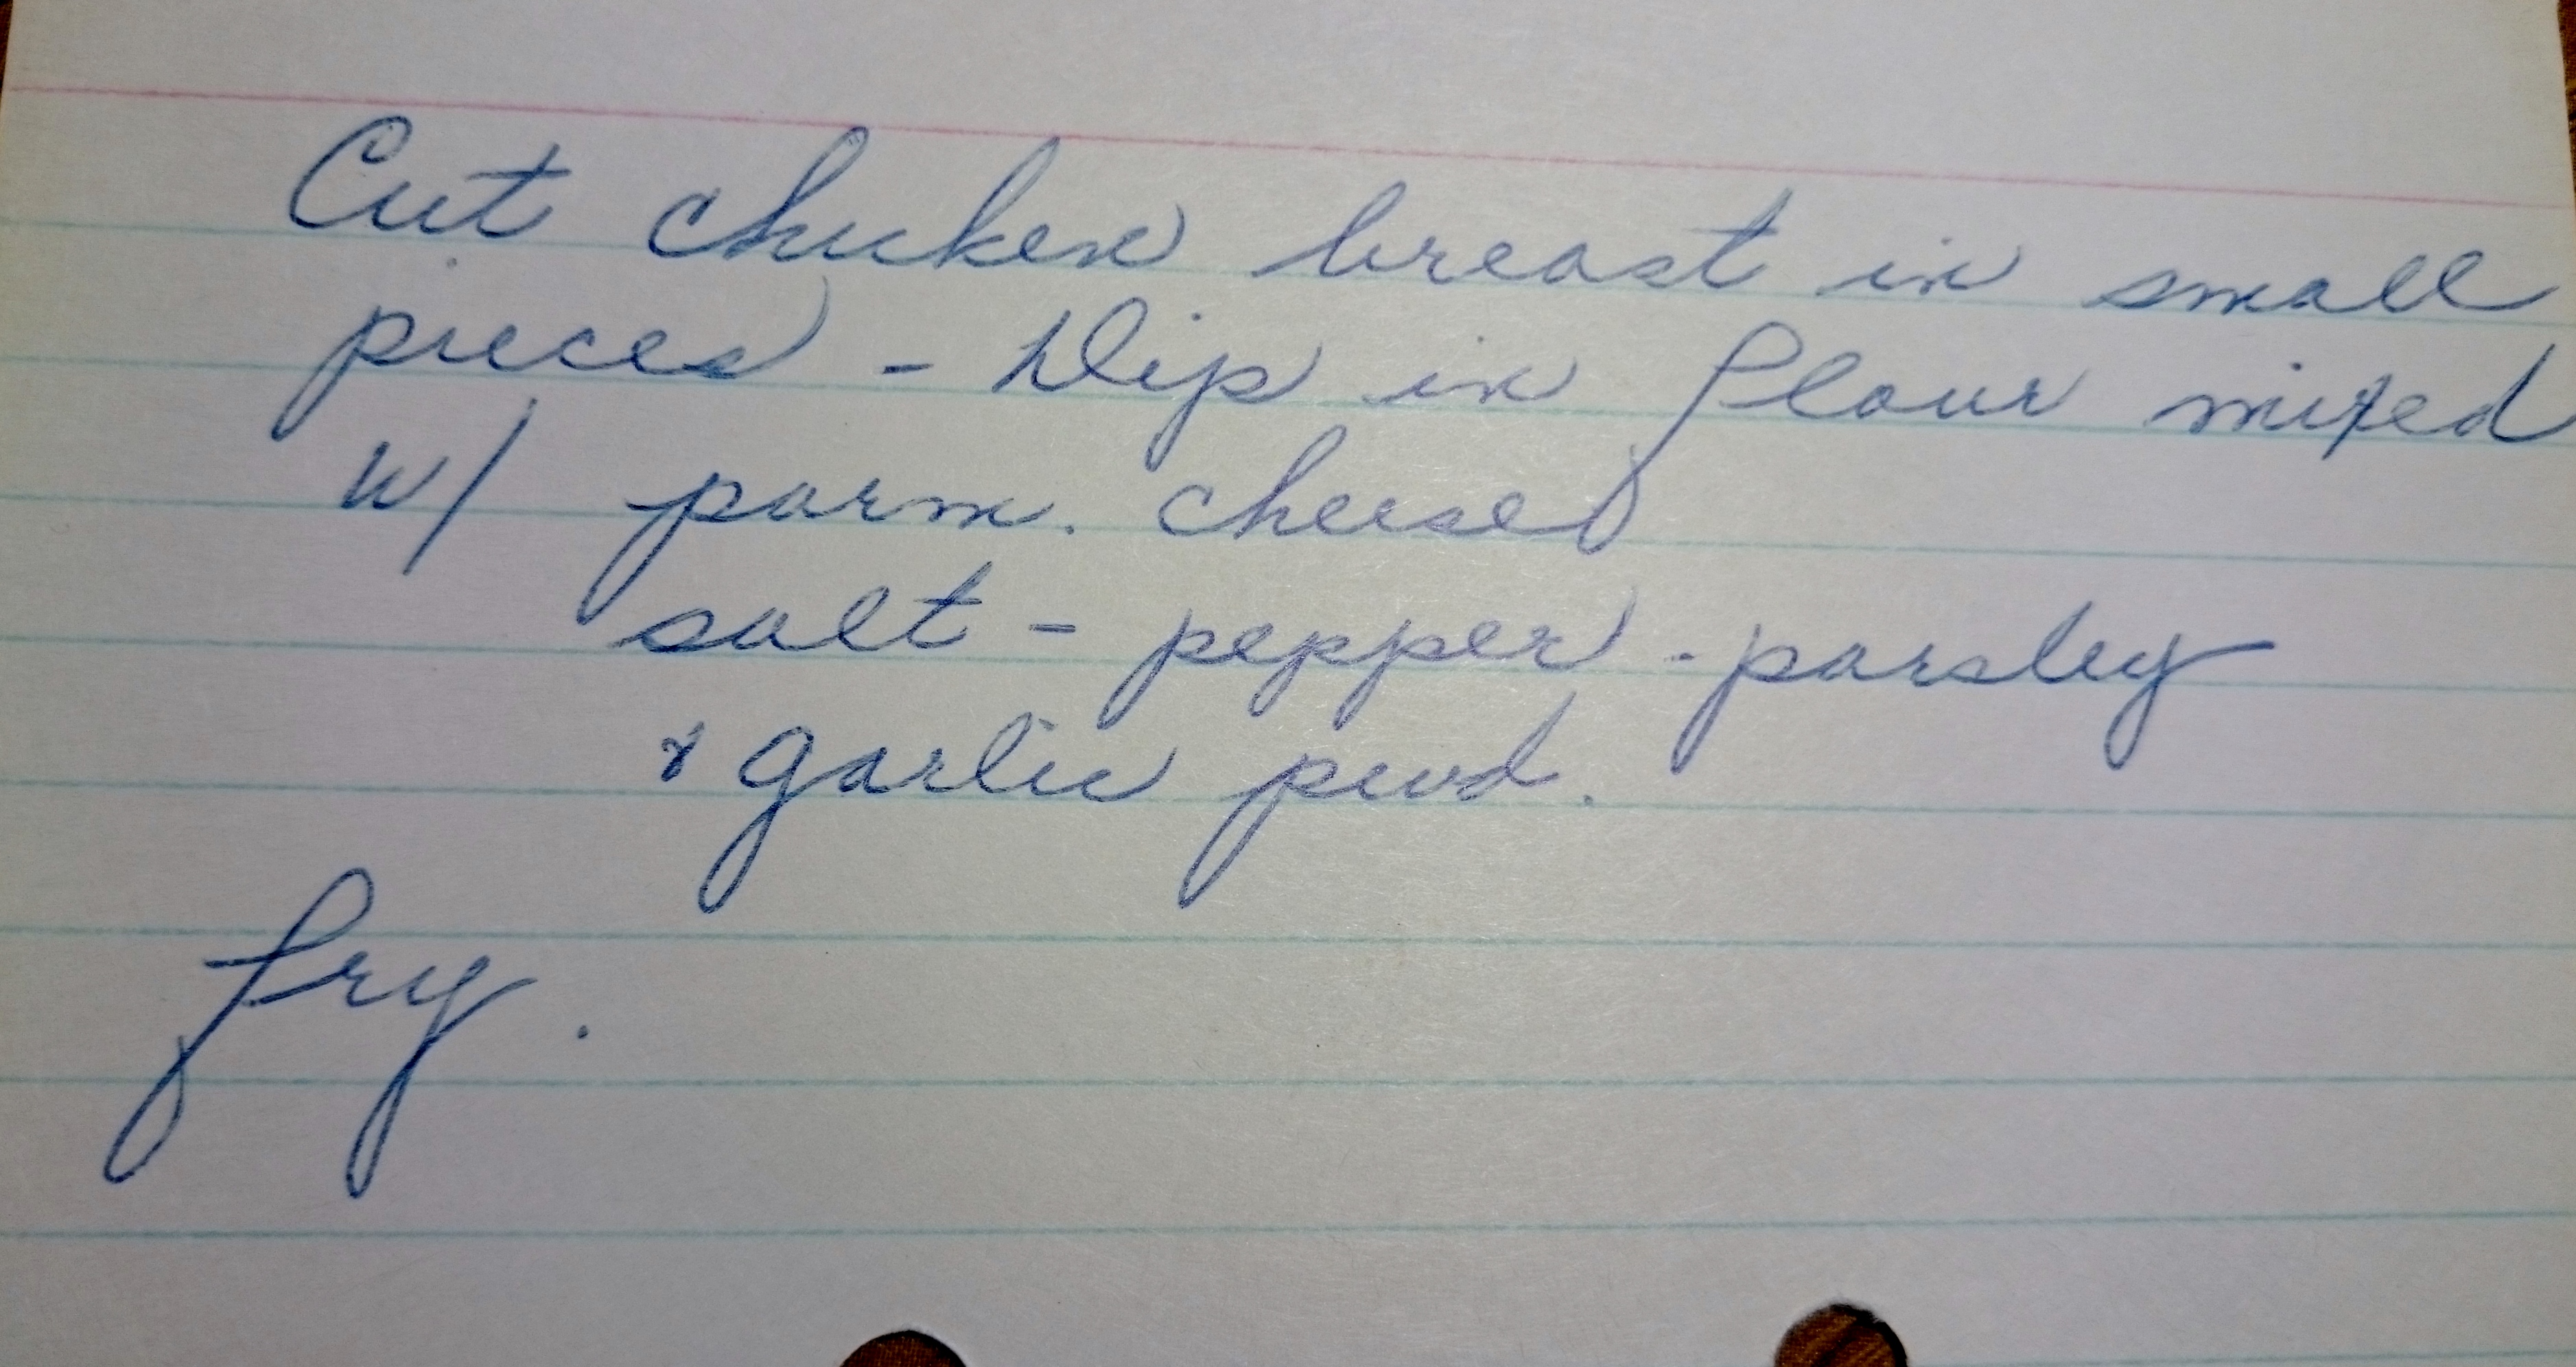 Cut chicken breast in small
pieces - Dip in flour mixed
w/ parm. cheese
salt - pepper - parsley
& garlic pwd.
fry.